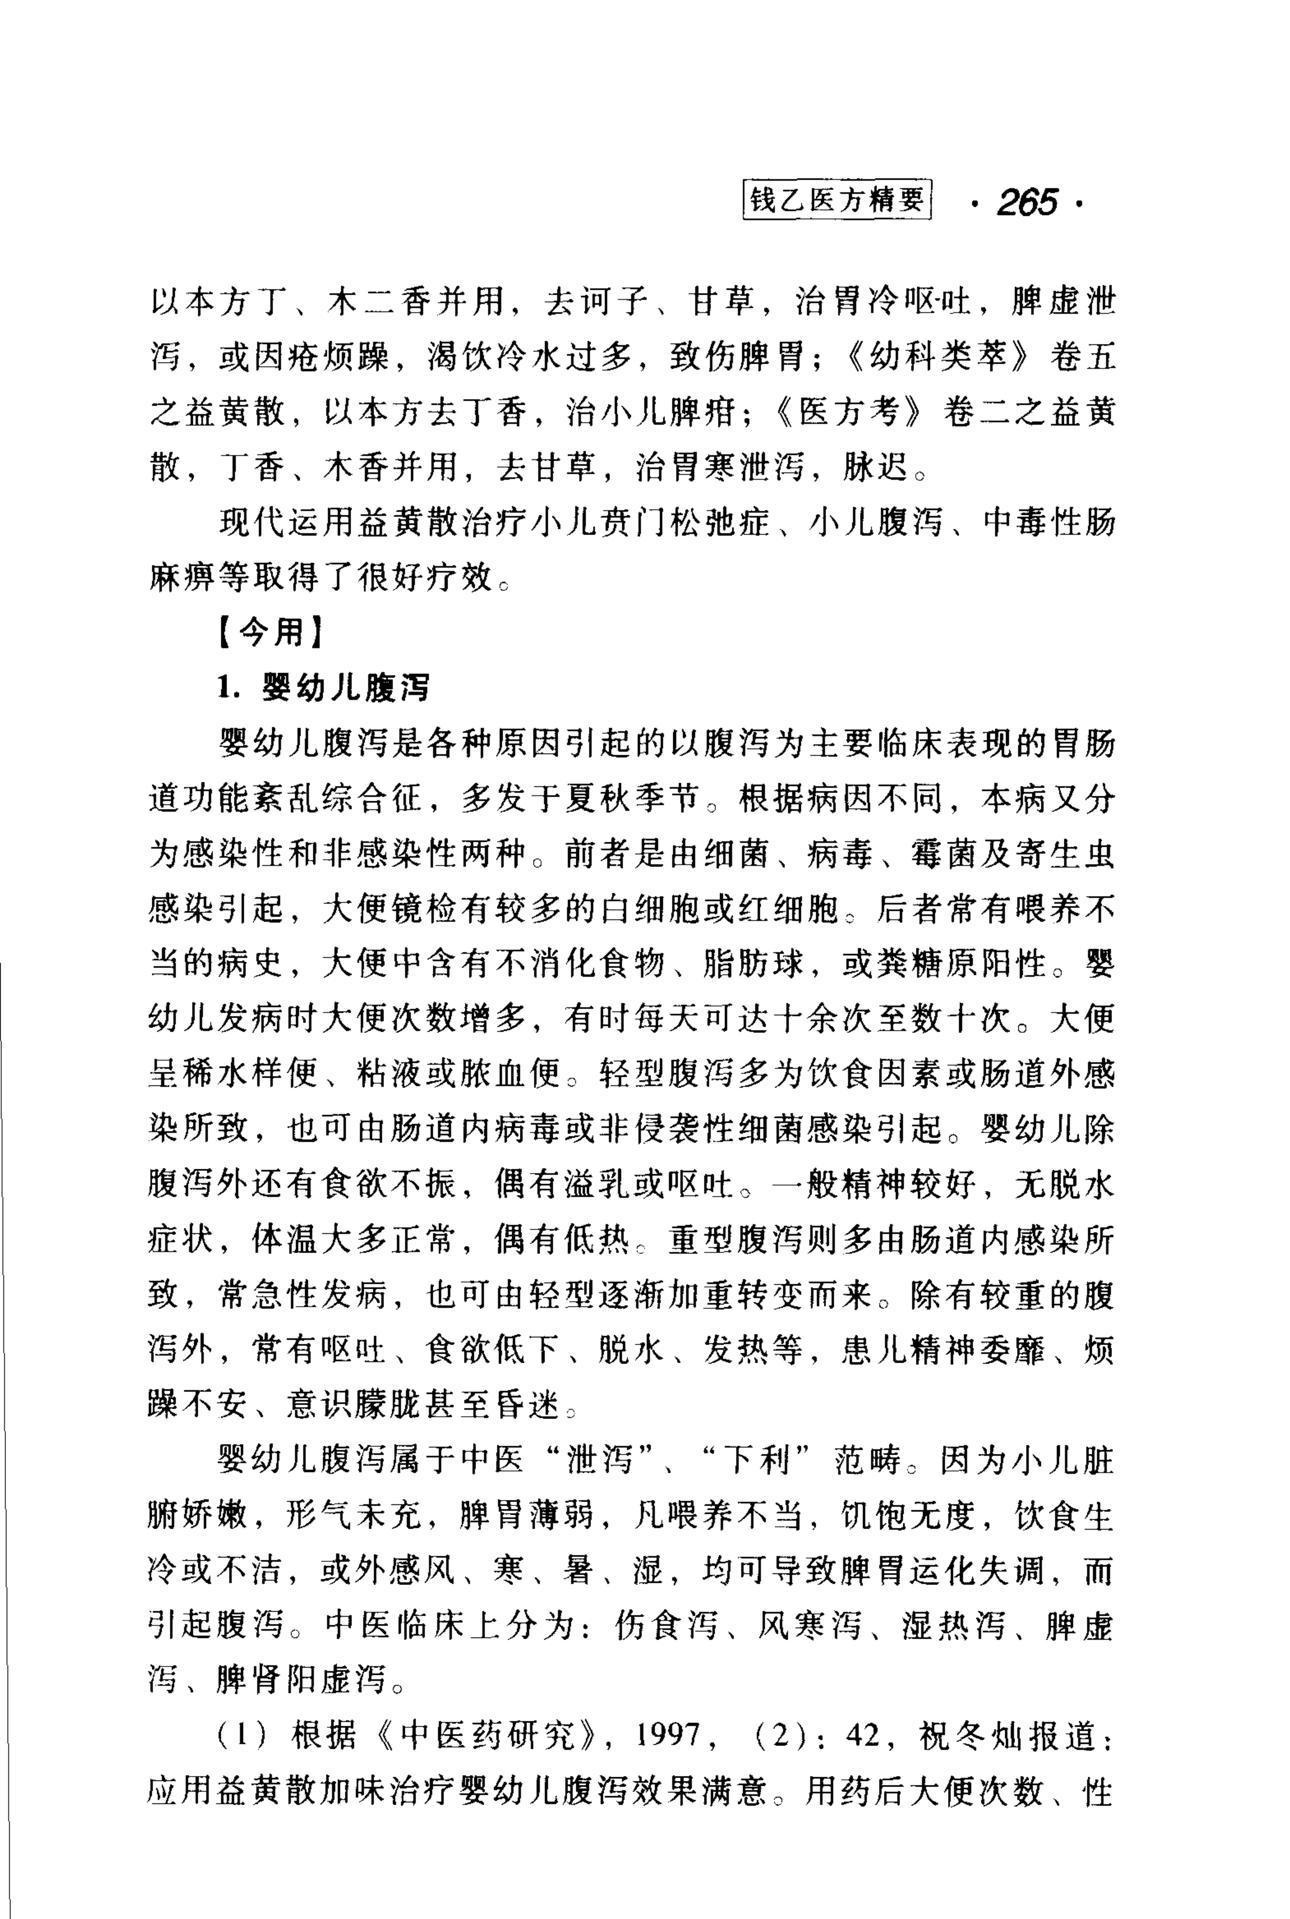 钱乙医方精要 · 265 ·
以本方丁、木二香并用，去诃子、甘草，治胃冷呕吐，脾虚泄
泻，或因疮烦躁，渴饮冷水过多，致伤脾胃；《幼科类萃》卷五
之益黄散，以本方去丁香，治小儿脾疳；《医方考》卷二之益黄
散，丁香、木香并用，去甘草，治胃寒泄泻，脉迟。
现代运用益黄散治疗小儿贲门松弛症、小儿腹泻、中毒性肠
麻痹等取得了很好疗效。
【今用】
1. 婴幼儿腹泻
婴幼儿腹泻是各种原因引起的以腹泻为主要临床表现的胃肠
道功能紊乱综合征，多发于夏秋季节。根据病因不同，本病又分
为感染性和非感染性两种。前者是由细菌、病毒、霉菌及寄生虫
感染引起，大便镜检有较多的白细胞或红细胞。后者常有喂养不
当的病史，大便中含有不消化食物、脂肪球，或粪糖原阳性。婴
幼儿发病时大便次数增多，有时每天可达十余次至数十次。大便
呈稀水样便、粘液或脓血便。轻型腹泻多为饮食因素或肠道外感
染所致，也可由肠道内病毒或非侵袭性细菌感染引起。婴幼儿除
腹泻外还有食欲不振，偶有溢乳或呕吐。一般精神较好，无脱水
症状，体温大多正常，偶有低热。重型腹泻则多由肠道内感染所
致，常急性发病，也可由轻型逐渐加重转变而来。除有较重的腹
泻外，常有呕吐、食欲低下、脱水、发热等，患儿精神委靡、烦
躁不安、意识朦胧甚至昏迷。
婴幼儿腹泻属于中医“泄泻”、“下利”范畴。因为小儿脏
腑娇嫩，形气未充，脾胃薄弱，凡喂养不当，饥饱无度，饮食生
冷或不洁，或外感风、寒、暑、湿，均可导致脾胃运化失调，而
引起腹泻。中医临床上分为：伤食泻、风寒泻、湿热泻、脾虚
泻、脾肾阳虚泻。
（1）根据《中医药研究》，1997，（2）：42，祝冬灿报道：
应用益黄散加味治疗婴幼儿腹泻效果满意。用药后大便次数、性